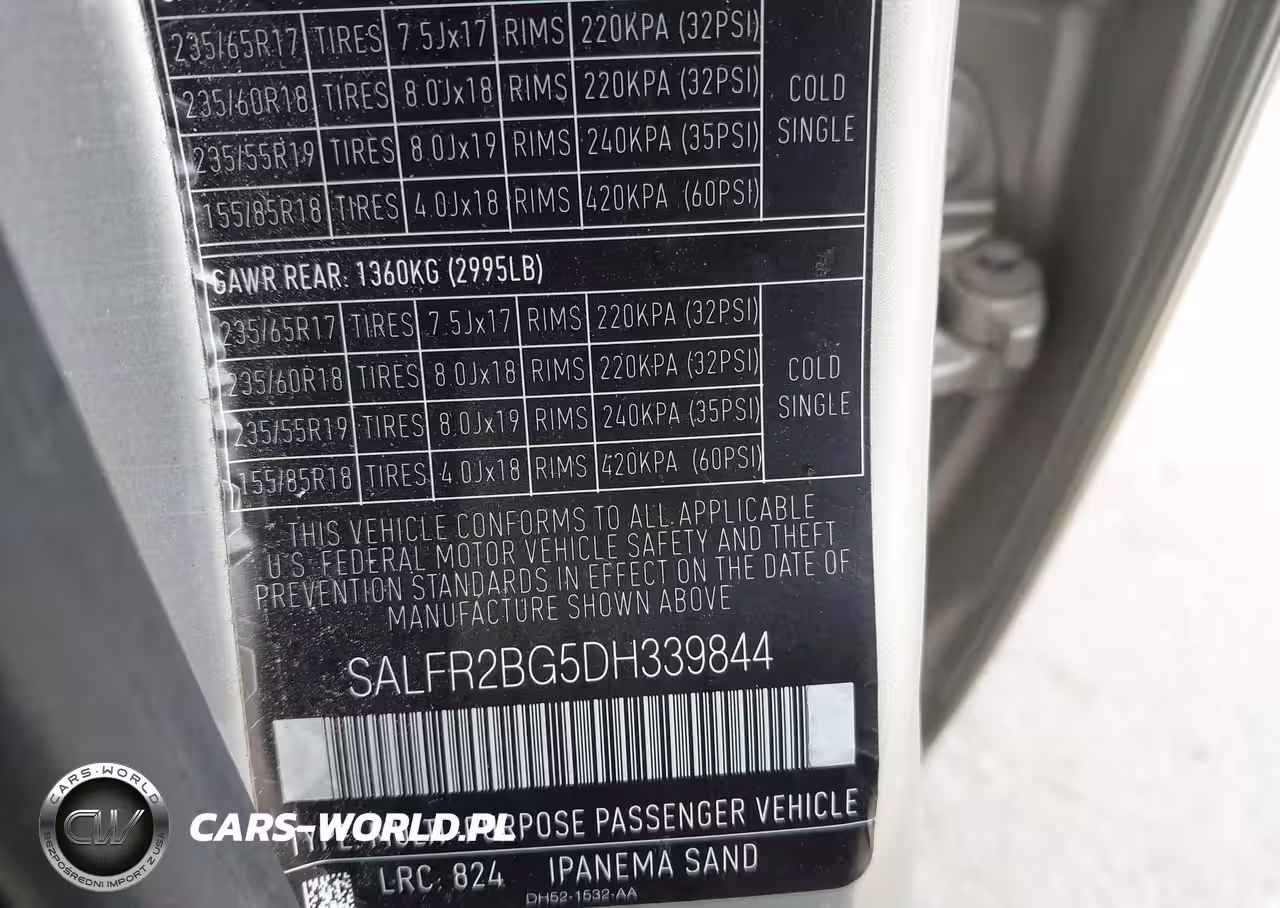 235/65R17 TIRES 7.5Jx17 RIMS 220KPA (32PSI)
235/60R18 TIRES 8.0Jx18 RIMS 220KPA (32PSI)
235/55R19 TIRES 8.0Jx19 RIMS 240KPA (35PSI)
155/85R18 TIRES 4.0Jx18 RIMS 420KPA (60PSI)
COLD
SINGLE
GAWR REAR: 1360KG (2995LB)
235/65R17 TIRES 7.5Jx17 RIMS 220KPA (32PSI)
235/60R18 TIRES 8.0Jx18 RIMS 220KPA (32PSI)
235/55R19 TIRES 8.0Jx19 RIMS 240KPA (35PSI)
155/85R18 TIRES 4.0Jx18 RIMS 420KPA (60PSI)
COLD
SINGLE
THIS VEHICLE CONFORMS TO ALL APPLICABLE
U.S. FEDERAL MOTOR VEHICLE SAFETY AND THEFT
PREVENTION STANDARDS IN EFFECT ON THE DATE OF
MANUFACTURE SHOWN ABOVE
SALFR2BG5DH339844
PASSENGER VEHICLE
LRC: 824 IPANEMA SAND
DH52-1532-AA
CARS-WORLD
CW
BEZPOŚREDNI IMPORT Z USA
CARS-WORLD.PL